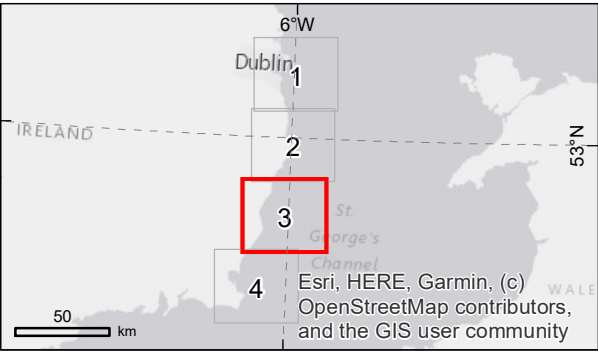 6°W
Dublin
1
IRELAND
2
53°N
3
St.
George's
Channel
4
Esri, HERE, Garmin, (c)
OpenStreetMap contributors,
and the GIS user community
WALE
50
km